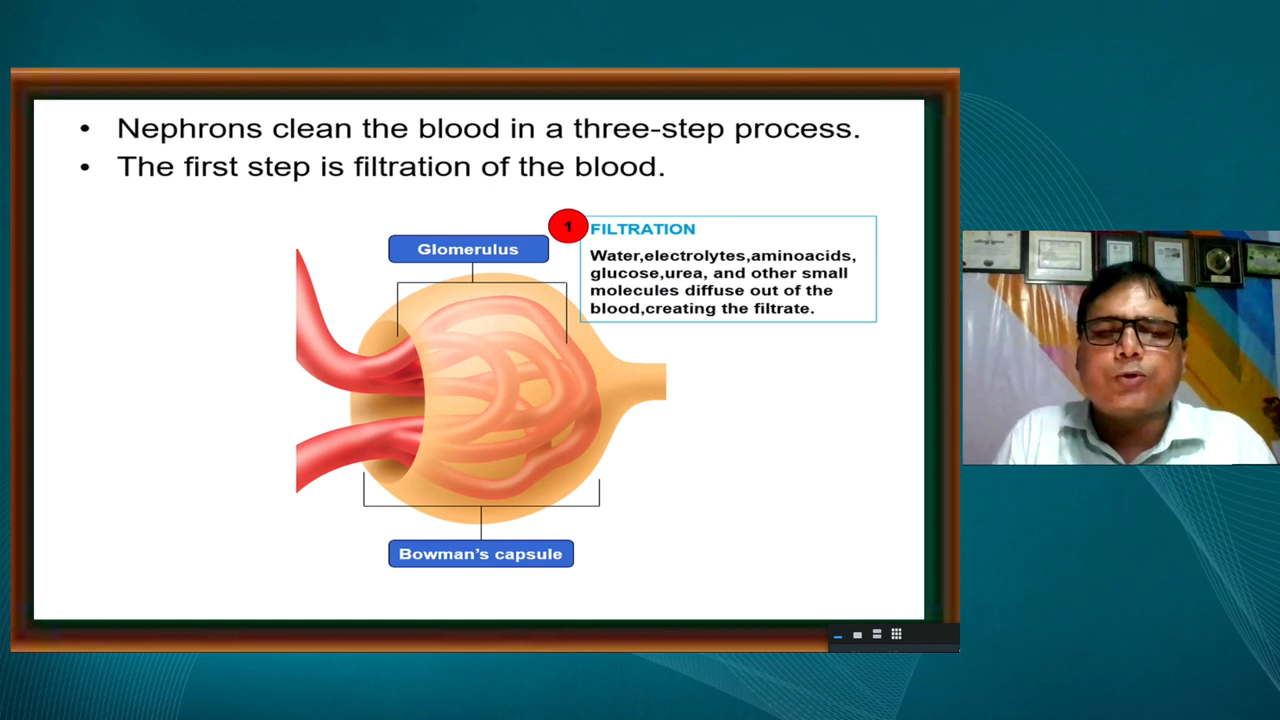 • Nephrons clean the blood in a three-step process.
• The first step is filtration of the blood.
1
FILTRATION
Water,electrolytes,aminoacids,
glucose,urea, and other small
molecules diffuse out of the
blood,creating the filtrate.
Glomerulus
Bowman's capsule